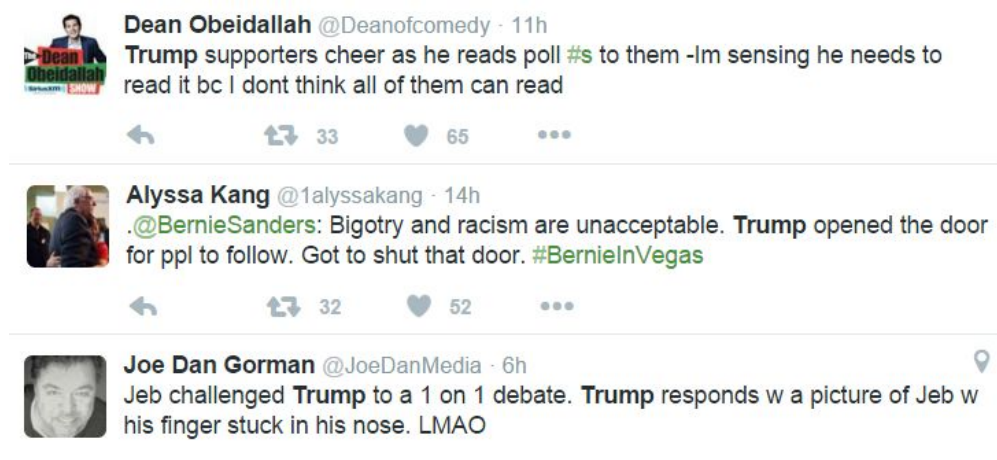 Dean Obeidallah @Deanofcomedy · 11h
Trump supporters cheer as he reads poll #s to them -Im sensing he needs to
read it bc I dont think all of them can read
33 65
Dean
Obeidallah
SiriusXM SHOW
Alyssa Kang @1alyssakang · 14h
.@BernieSanders: Bigotry and racism are unacceptable. Trump opened the door
for ppl to follow. Got to shut that door. #BernieInVegas
32 52
Joe Dan Gorman @JoeDanMedia · 6h
Jeb challenged Trump to a 1 on 1 debate. Trump responds w a picture of Jeb w
his finger stuck in his nose. LMAO